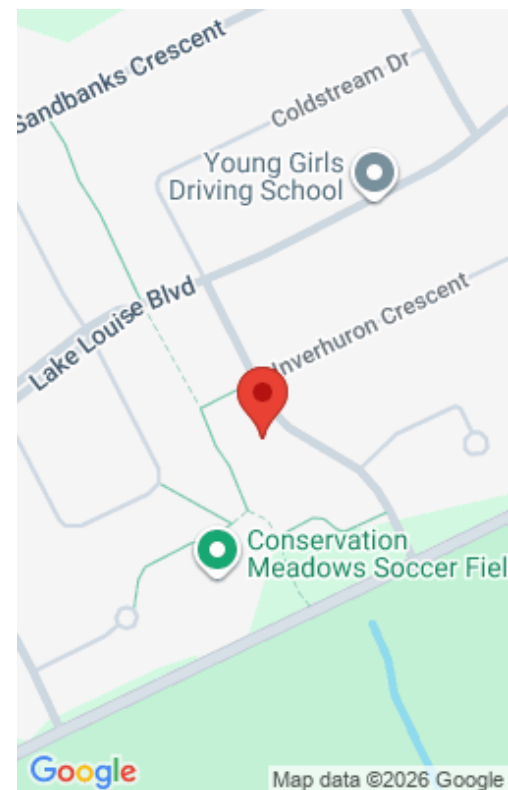 Sandbanks Crescent
Coldstream Dr
Young Girls
Driving School
Lake Louise Blvd
Inverhuron Crescent
Conservation
Meadows Soccer Fiel
Google
Map data ©2026 Google